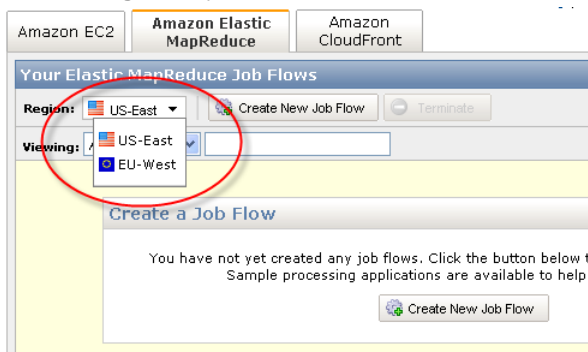 Amazon EC2
Amazon Elastic MapReduce
Amazon CloudFront
Your Elastic MapReduce Job Flows
Region: US-East Create New Job Flow Terminate
Viewing:
US-East
EU-West
Create a Job Flow
You have not yet created any job flows. Click the button below
Sample processing applications are available to help
Create New Job Flow